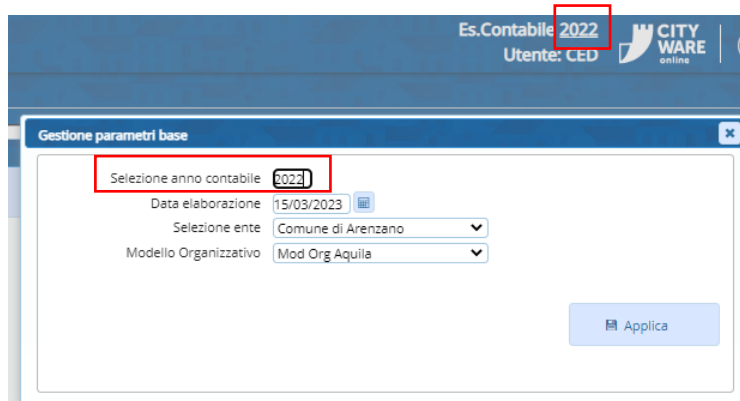 Es.Contabile 2022
Utente: CED
CITY
WARE
online
Gestione parametri base
Selezione anno contabile 2022
Data elaborazione 15/03/2023
Selezione ente Comune di Arenzano
Modello Organizzativo Mod Org Aquila
Applica